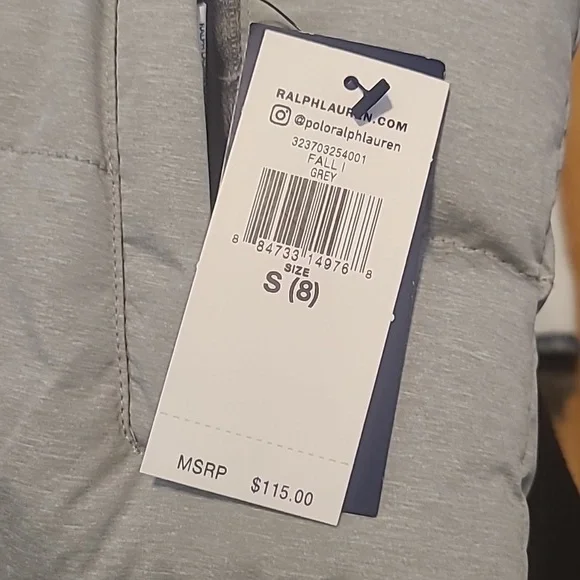 RALPHLAUREN.COM
@poloralphlauren
323703254001
FALL I
GREY
8 84733 14976 8
SIZE
S (8)
MSRP $115.00